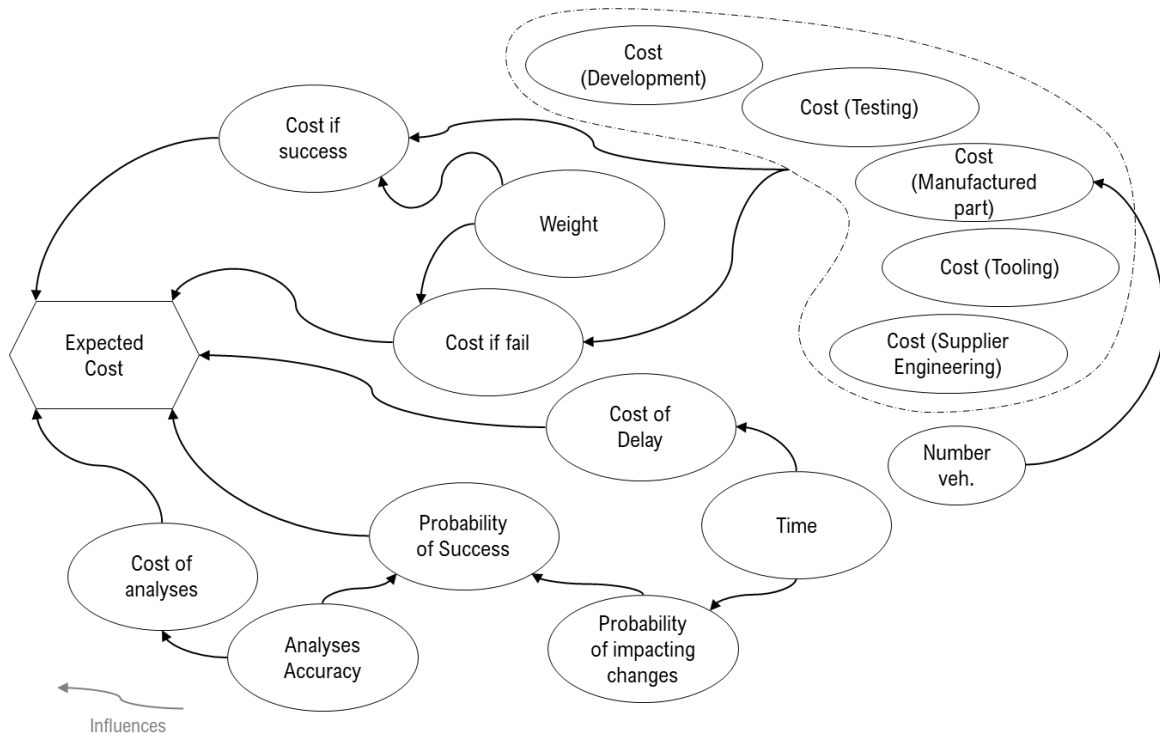 Cost
(Development)
Cost (Testing)
Cost if
success
Cost
(Manufactured
part)
Weight
Cost (Tooling)
Expected
Cost
Cost if fail
Cost (Supplier
Engineering)
Cost of
Delay
Number
veh.
Probability
of Success
Time
Cost of
analyses
Analyses
Accuracy
Probability
of impacting
changes
Influences